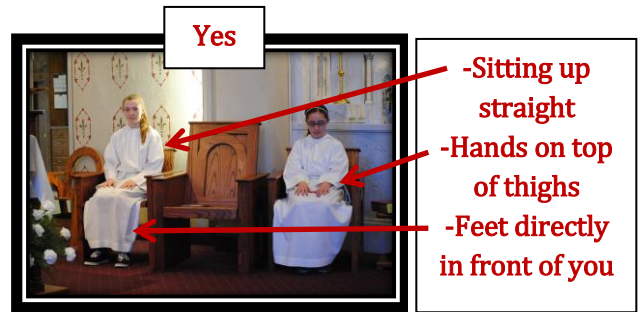 Yes
-Sitting up
straight
-Hands on top
of thighs
-Feet directly
in front of you